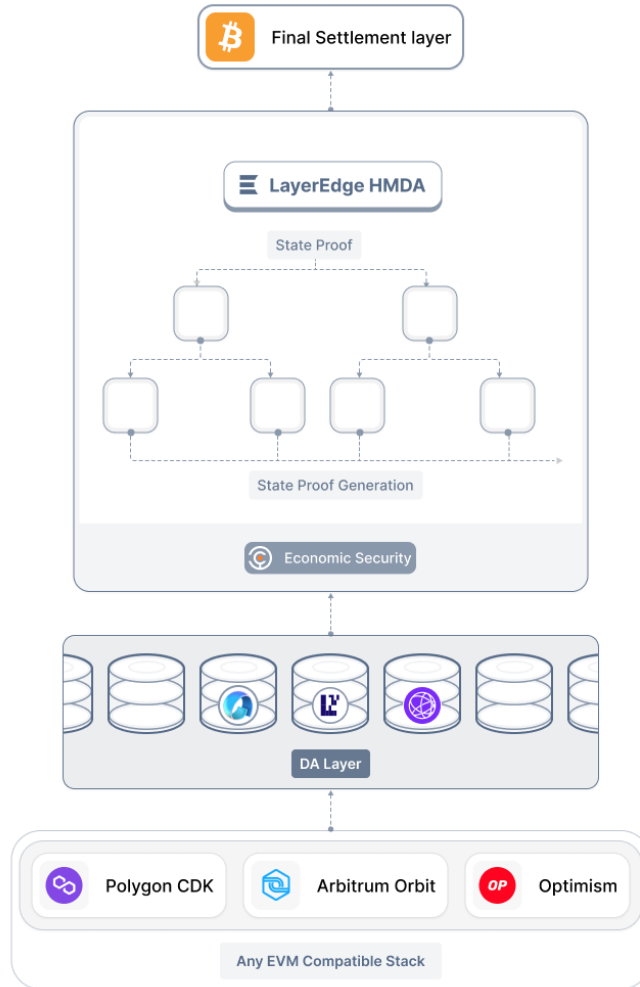 Final Settlement layer
LayerEdge HMDA
State Proof
State Proof Generation
Economic Security
DA Layer
Polygon CDK
Arbitrum Orbit
OP
Optimism
Any EVM Compatible Stack